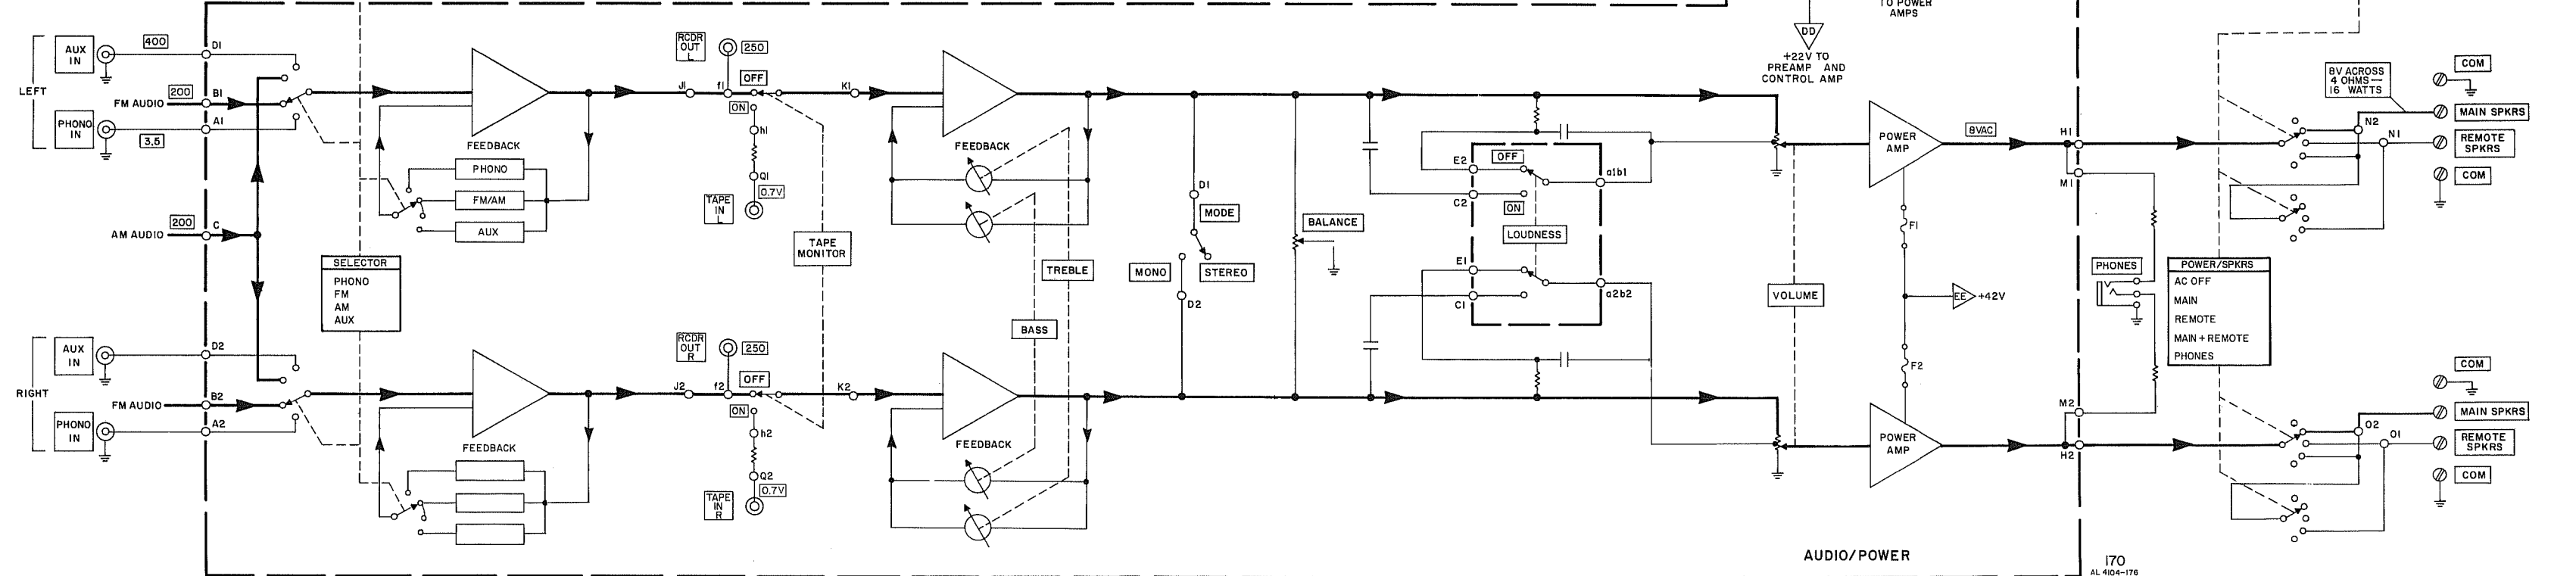 TO POWER
AMPS
DD
+22V TO
PREAMP AND
CONTROL AMP
LEFT
AUX
IN
400
D1
FM AUDIO
200
B1
PHONO
IN
3.5
A1
AM AUDIO
200
C
SELECTOR
PHONO
FM
AM
AUX
FEEDBACK
PHONO
FM/AM
AUX
RCDR
OUT
L
250
J1
f1
OFF
ON
h1
Q1
0.7V
TAPE
IN
L
K1
TAPE
MONITOR
FEEDBACK
TREBLE
BASS
D1
MODE
MONO
STEREO
D2
BALANCE
E2
OFF
C2
ON
a1b1
LOUDNESS
E1
C1
a2b2
VOLUME
POWER
AMP
8VAC
H1
M1
F1
EE
+42V
F2
PHONES
POWER/SPKRS
AC OFF
MAIN
REMOTE
MAIN + REMOTE
PHONES
8V ACROSS
4 OHMS—
16 WATTS
N2
N1
COM
MAIN SPKRS
REMOTE
SPKRS
COM
RIGHT
AUX
IN
D2
FM AUDIO
B2
PHONO
IN
A2
FEEDBACK
RCDR
OUT
R
250
J2
f2
OFF
ON
h2
Q2
0.7V
TAPE
IN
R
K2
FEEDBACK
POWER
AMP
M2
H2
O2
O1
COM
MAIN SPKRS
REMOTE
SPKRS
COM
AUDIO/POWER
170
AL 4104-176